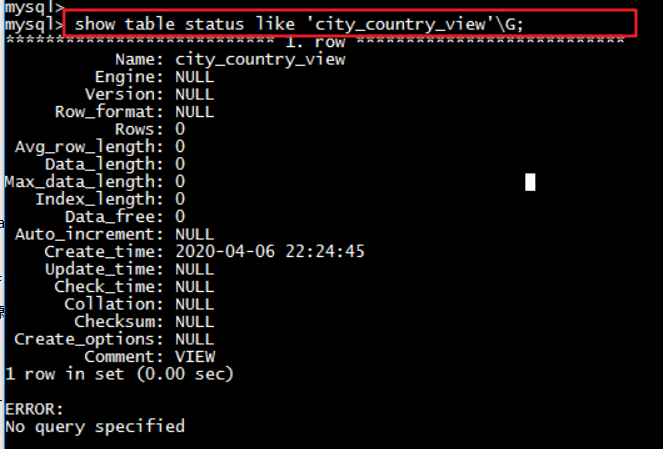 mysql>
mysql> show table status like 'city_country_view'\G;
*************************** 1. row ***************************
Name: city_country_view
Engine: NULL
Version: NULL
Row_format: NULL
Rows: 0
Avg_row_length: 0
Data_length: 0
Max_data_length: 0
Index_length: 0
Data_free: 0
Auto_increment: NULL
Create_time: 2020-04-06 22:24:45
Update_time: NULL
Check_time: NULL
Collation: NULL
Checksum: NULL
Create_options: NULL
Comment: VIEW
1 row in set (0.00 sec)
ERROR:
No query specified